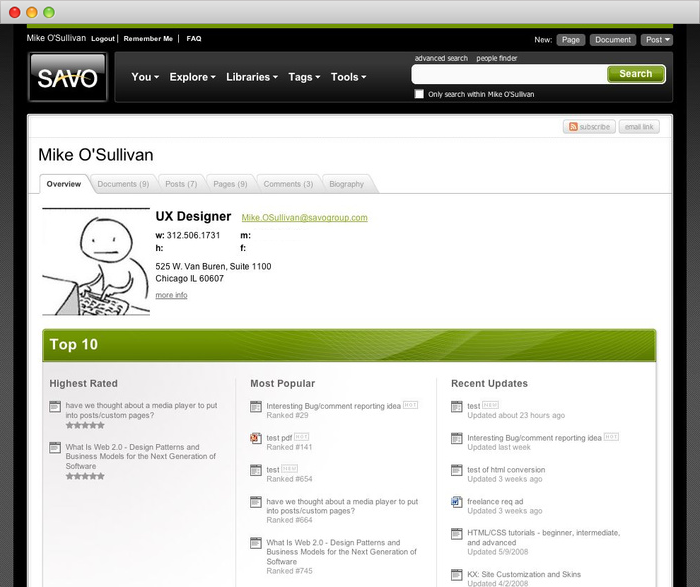 Mike O'Sullivan Logout | Remember Me | FAQ
New: Page Document Post
advanced search people finder
SAVO
You Explore Libraries Tags Tools
Search
Only search within Mike O'Sullivan
subscribe email link
Mike O'Sullivan
Overview Documents (9) Posts (7) Pages (9) Comments (3) Biography
UX Designer Mike.OSullivan@savogroup.com
w: 312.506.1731 m:
h: f:
525 W. Van Buren, Suite 1100
Chicago IL 60607
more info
Top 10
Highest Rated
have we thought about a media player to put
into posts/custom pages?
What Is Web 2.0 - Design Patterns and
Business Models for the Next Generation of
Software
Most Popular
Interesting Bug/comment reporting idea HOT
Ranked #29
test pdf HOT
Ranked #141
test NEW
Ranked #654
have we thought about a media player to put
into posts/custom pages?
Ranked #664
What Is Web 2.0 - Design Patterns and
Business Models for the Next Generation of
Software
Ranked #745
Recent Updates
test NEW
Updated about 23 hours ago
Interesting Bug/comment reporting idea HOT
Updated last week
test of html conversion
Updated 3 weeks ago
freelance req ad
Updated 3 weeks ago
HTML/CSS tutorials - beginner, intermediate,
and advanced
Updated 5/9/2008
KX: Site Customization and Skins
Updated 4/2/2008